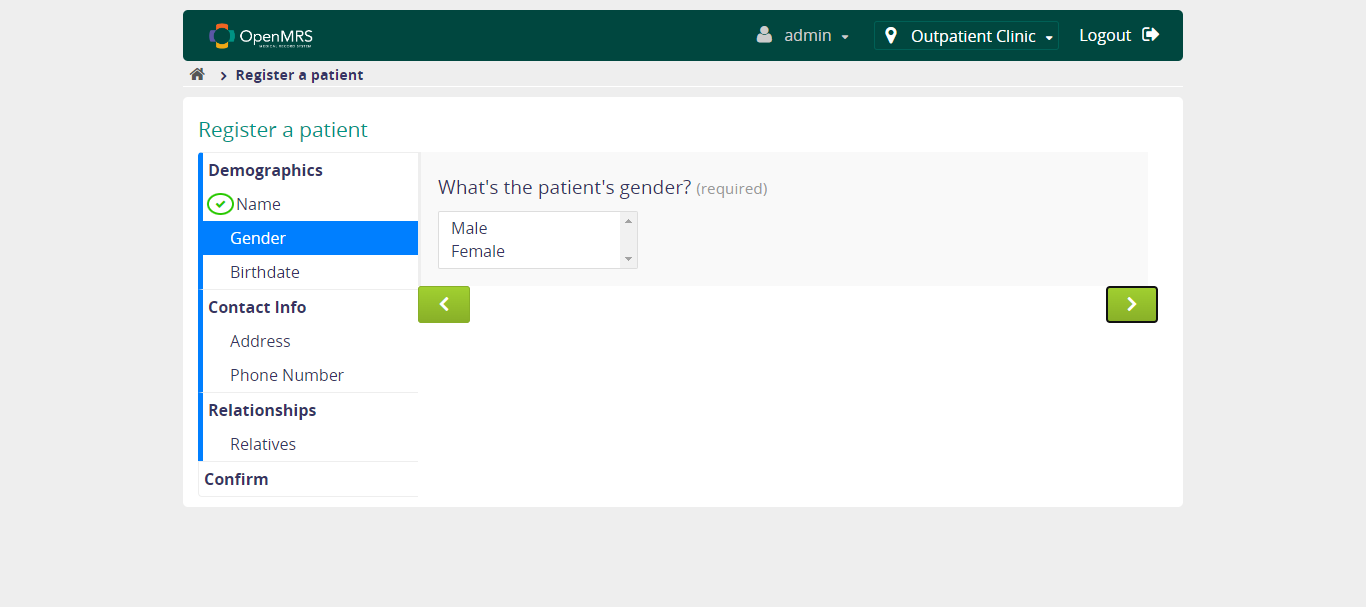 OpenMRS
MEDICAL RECORD SYSTEM
admin
Outpatient Clinic
Logout
Register a patient
Register a patient
Demographics
Name
Gender
Birthdate
Contact Info
Address
Phone Number
Relationships
Relatives
Confirm
What's the patient's gender? (required)
Male
Female